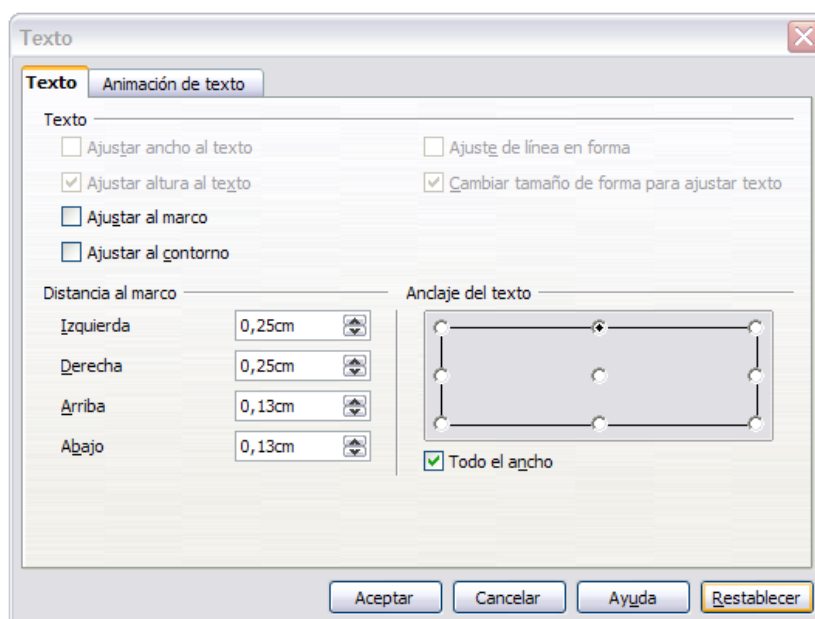 Texto
Texto Animación de texto
Texto
Ajustar ancho al texto
Ajuste de línea en forma
Ajustar altura al texto
Cambiar tamaño de forma para ajustar texto
Ajustar al marco
Ajustar al contorno
Distancia al marco
Izquierda 0,25cm
Derecha 0,25cm
Arriba 0,13cm
Abajo 0,13cm
Anclaje del texto
Todo el ancho
Aceptar Cancelar Ayuda Restablecer